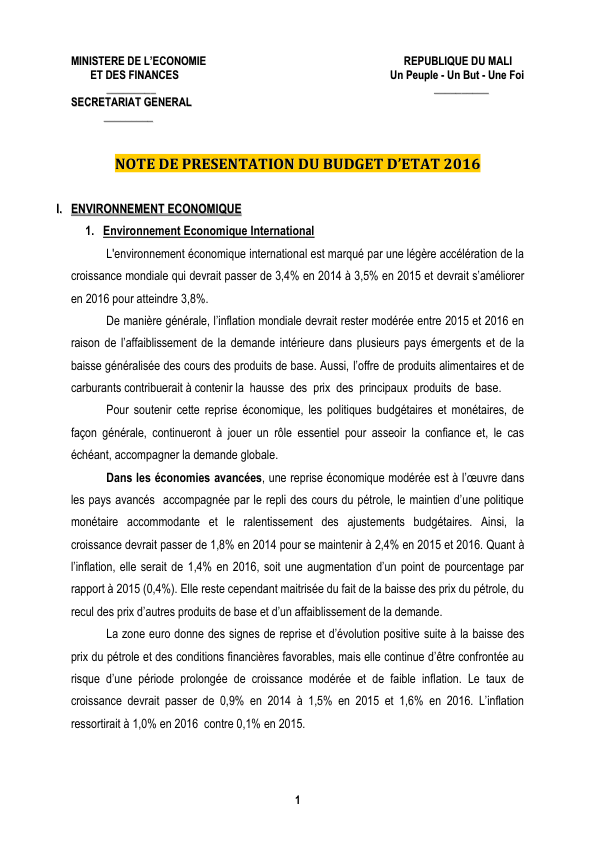 MINISTERE DE L'ECONOMIE
ET DES FINANCES
SECRETARIAT GENERAL
REPUBLIQUE DU MALI
Un Peuple - Un But - Une Foi
NOTE DE PRESENTATION DU BUDGET D'ETAT 2016
I. ENVIRONNEMENT ECONOMIQUE
1. Environnement Economique International
L'environnement économique international est marqué par une légère accélération de la
croissance mondiale qui devrait passer de 3,4% en 2014 à 3,5% en 2015 et devrait s'améliorer
en 2016 pour atteindre 3,8%.
De manière générale, l'inflation mondiale devrait rester modérée entre 2015 et 2016 en
raison de l'affaiblissement de la demande intérieure dans plusieurs pays émergents et de la
baisse généralisée des cours des produits de base. Aussi, l'offre de produits alimentaires et de
carburants contribuerait à contenir la hausse des prix des principaux produits de base.
Pour soutenir cette reprise économique, les politiques budgétaires et monétaires, de
façon générale, continueront à jouer un rôle essentiel pour asseoir la confiance et, le cas
échéant, accompagner la demande globale.
Dans les économies avancées, une reprise économique modérée est à l'œuvre dans
les pays avancés accompagnée par le repli des cours du pétrole, le maintien d'une politique
monétaire accommodante et le ralentissement des ajustements budgétaires. Ainsi, la
croissance devrait passer de 1,8% en 2014 pour se maintenir à 2,4% en 2015 et 2016. Quant à
l'inflation, elle serait de 1,4% en 2016, soit une augmentation d'un point de pourcentage par
rapport à 2015 (0,4%). Elle reste cependant maitrisée du fait de la baisse des prix du pétrole, du
recul des prix d'autres produits de base et d'un affaiblissement de la demande.
La zone euro donne des signes de reprise et d'évolution positive suite à la baisse des
prix du pétrole et des conditions financières favorables, mais elle continue d'être confrontée au
risque d'une période prolongée de croissance modérée et de faible inflation. Le taux de
croissance devrait passer de 0,9% en 2014 à 1,5% en 2015 et 1,6% en 2016. L'inflation
ressortirait à 1,0% en 2016 contre 0,1% en 2015.
1